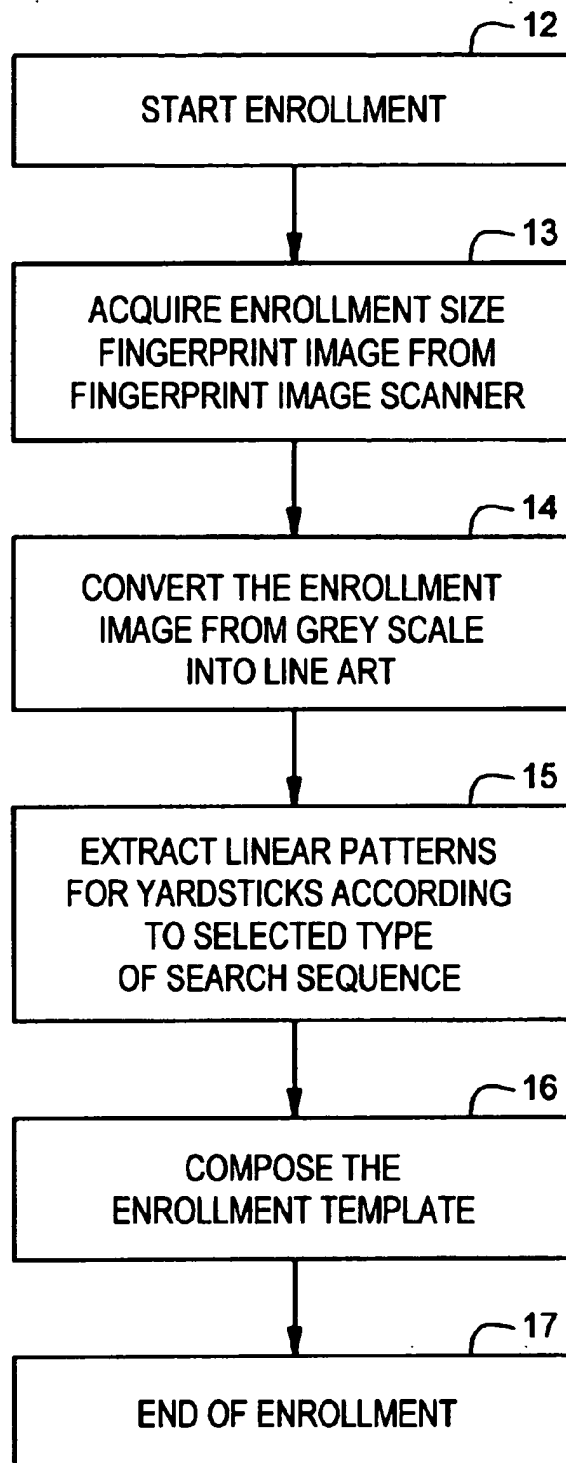 12
START ENROLLMENT
13
ACQUIRE ENROLLMENT SIZE
FINGERPRINT IMAGE FROM
FINGERPRINT IMAGE SCANNER
14
CONVERT THE ENROLLMENT
IMAGE FROM GREY SCALE
INTO LINE ART
15
EXTRACT LINEAR PATTERNS
FOR YARDSTICKS ACCORDING
TO SELECTED TYPE
OF SEARCH SEQUENCE
16
COMPOSE THE
ENROLLMENT TEMPLATE
17
END OF ENROLLMENT